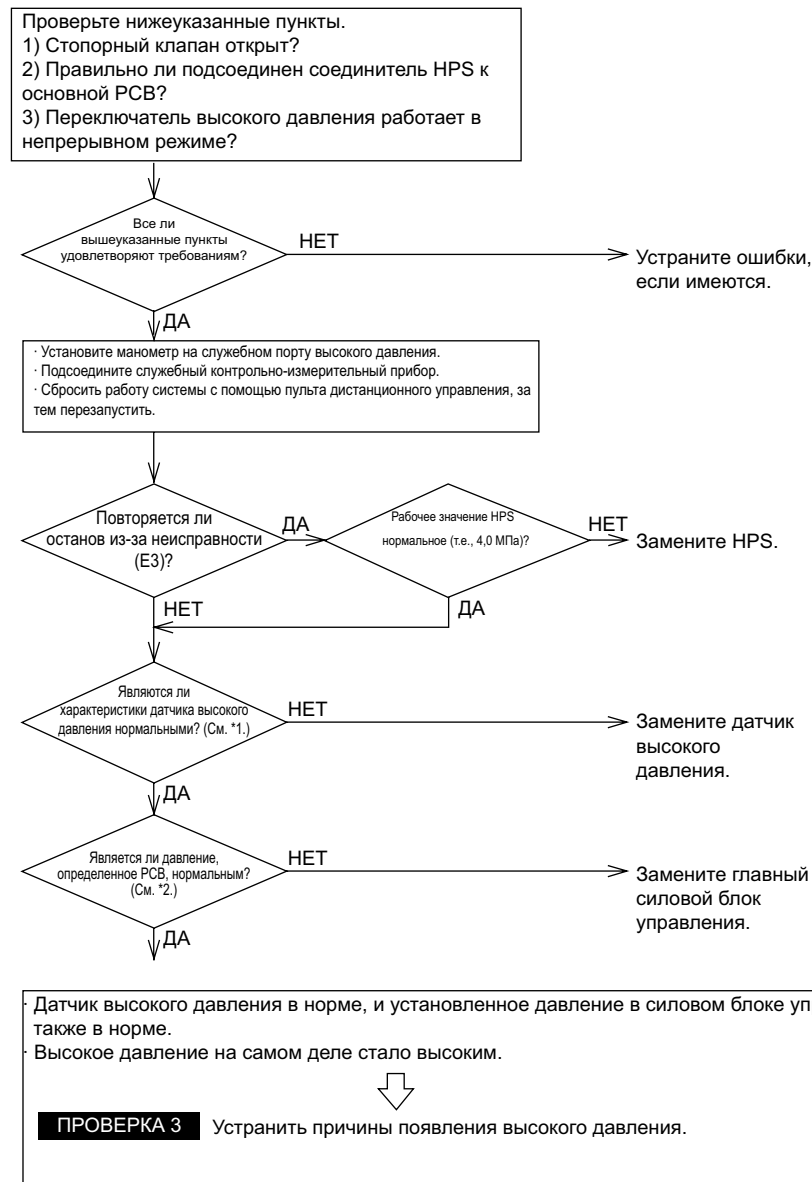 Проверьте нижеуказанные пункты.
1) Стопорный клапан открыт?
2) Правильно ли подсоединен соединитель HPS к
основной PCB?
3) Переключатель высокого давления работает в
непрерывном режиме?
Все ли
вышеуказанные пункты
удовлетворяют требованиям?
НЕТ
Устраните ошибки,
если имеются.
ДА
· Установите манометр на служебном порту высокого давления.
· Подсоедините служебный контрольно-измерительный прибор.
· Сбросить работу системы с помощью пульта дистанционного управления, за
тем перезапустить.
Повторяется ли
останов из-за неисправности
(E3)?
ДА
Рабочее значение HPS
нормальное (т.е., 4,0 МПа)?
НЕТ
Замените HPS.
НЕТ
ДА
Являются ли
характеристики датчика высокого
давления нормальными? (См. *1.)
НЕТ
Замените датчик
высокого
давления.
ДА
Является ли давление,
определенное PCB, нормальным?
(См. *2.)
НЕТ
Замените главный
силовой блок
управления.
ДА
· Датчик высокого давления в норме, и установленное давление в силовом блоке уп
также в норме.
· Высокое давление на самом деле стало высоким.
ПРОВЕРКА 3 Устранить причины появления высокого давления.